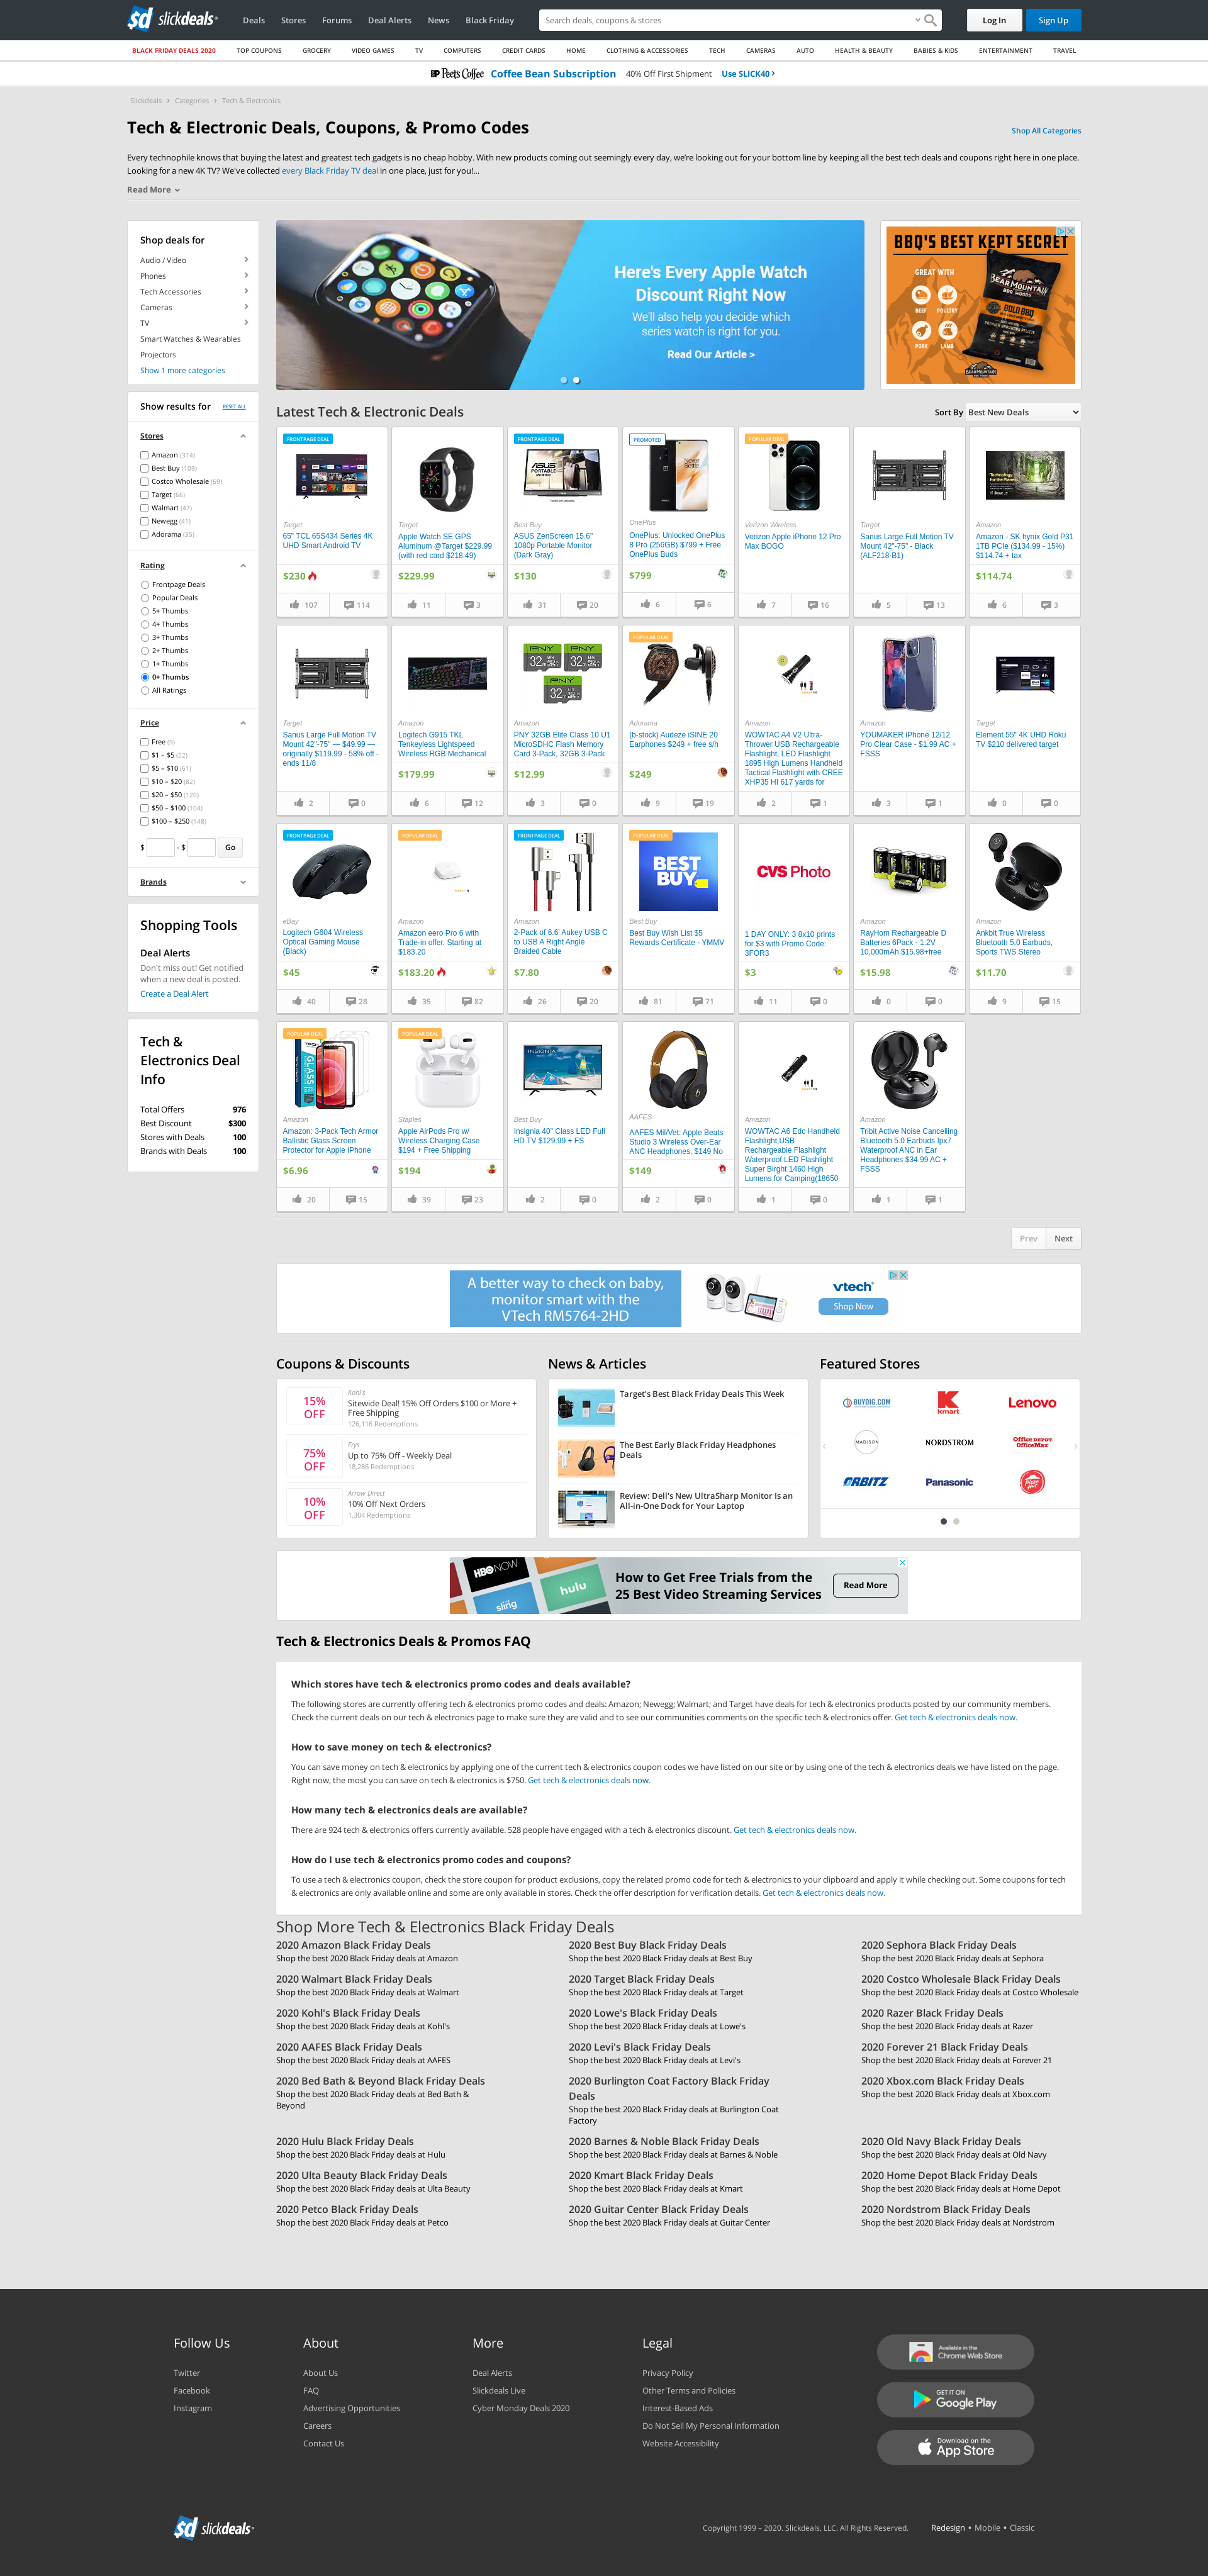 slickdeals
Deals
Stores
Forums
Deal Alerts
News
Black Friday
Search deals, coupons & stores
Log In
Sign Up
BLACK FRIDAY DEALS 2020
TOP COUPONS
GROCERY
VIDEO GAMES
TV
COMPUTERS
CREDIT CARDS
HOME
CLOTHING & ACCESSORIES
TECH
CAMERAS
AUTO
HEALTH & BEAUTY
BABIES & KIDS
ENTERTAINMENT
TRAVEL
Peet's Coffee Coffee Bean Subscription 40% Off First Shipment Use SLICK40
Slickdeals > Categories > Tech & Electronics
Tech & Electronic Deals, Coupons, & Promo Codes
Shop All Categories
Every technophile knows that buying the latest and greatest tech gadgets is no cheap hobby. With new products coming out seemingly every day, we're looking out for your bottom line by keeping all the best tech deals and coupons right here in one place.
Looking for a new 4K TV? We've collected every Black Friday TV deal in one place, just for you!...
Read More
Shop deals for
Audio / Video
Phones
Tech Accessories
Cameras
TV
Smart Watches & Wearables
Projectors
Show 1 more categories
Here's Every Apple Watch
Discount Right Now
We'll also help you decide which
series watch is right for you.
Read Our Article >
BBQ'S BEST KEPT SECRET
GREAT WITH
BEEF
POULTRY
PORK
LAMB
BEAR MOUNTAIN
BOLD BBQ
BEAR MOUNTAIN
Show results for
RESET ALL
Stores
Amazon (314)
Best Buy (109)
Costco Wholesale (69)
Target (66)
Walmart (47)
Newegg (41)
Adorama (35)
Rating
Frontpage Deals
Popular Deals
5+ Thumbs
4+ Thumbs
3+ Thumbs
2+ Thumbs
1+ Thumbs
0+ Thumbs
All Ratings
Price
Free (9)
$1 – $5 (22)
$5 – $10 (61)
$10 – $20 (82)
$20 – $50 (120)
$50 – $100 (104)
$100 – $250 (148)
$ - $ Go
Brands
Shopping Tools
Deal Alerts
Don't miss out! Get notified
when a new deal is posted.
Create a Deal Alert
Tech &
Electronics Deal
Info
Total Offers 976
Best Discount $300
Stores with Deals 100
Brands with Deals 100
Latest Tech & Electronic Deals
Sort By Best New Deals
FRONTPAGE DEAL
Target
65" TCL 65S434 Series 4K
UHD Smart Android TV
$230
107 114
Target
Apple Watch SE GPS
Aluminum @Target $229.99
(with red card $218.49)
$229.99
11 3
FRONTPAGE DEAL
ASUS
PORTABLE
Best Buy
ASUS ZenScreen 15.6"
1080p Portable Monitor
(Dark Gray)
$130
31 20
PROMOTED
OnePlus
OnePlus: Unlocked OnePlus
8 Pro (256GB) $799 + Free
OnePlus Buds
$799
6 6
POPULAR DEAL
Verizon Wireless
Verizon Apple iPhone 12 Pro
Max BOGO
7 16
Target
Sanus Large Full Motion TV
Mount 42"-75" - Black
(ALF218-B1)
5 13
Amazon
Amazon - SK hynix Gold P31
1TB PCIe ($134.99 - 15%)
$114.74 + tax
$114.74
6 3
Target
Sanus Large Full Motion TV
Mount 42"-75" — $49.99 —
originally $119.99 - 58% off -
ends 11/8
2 0
Amazon
Logitech G915 TKL
Tenkeyless Lightspeed
Wireless RGB Mechanical
$179.99
6 12
PNY
32
Amazon
PNY 32GB Elite Class 10 U1
MicroSDHC Flash Memory
Card 3-Pack, 32GB 3-Pack
$12.99
3 0
POPULAR DEAL
Adorama
(b-stock) Audeze iSINE 20
Earphones $249 + free s/h
$249
9 19
Amazon
WOWTAC A4 V2 Ultra-
Thrower USB Rechargeable
Flashlight, LED Flashlight
1895 High Lumens Handheld
Tactical Flashlight with CREE
XHP35 HI 617 yards for
2 1
Amazon
YOUMAKER iPhone 12/12
Pro Clear Case - $1.99 AC +
FSSS
3 1
Target
Element 55" 4K UHD Roku
TV $210 delivered target
0 0
FRONTPAGE DEAL
eBay
Logitech G604 Wireless
Optical Gaming Mouse
(Black)
$45
40 28
POPULAR DEAL
Amazon
Amazon eero Pro 6 with
Trade-in offer. Starting at
$183.20
$183.20
35 82
FRONTPAGE DEAL
Amazon
2-Pack of 6.6' Aukey USB C
to USB A Right Angle
Braided Cable
$7.80
26 20
POPULAR DEAL
BEST
BUY
Best Buy
Best Buy Wish List $5
Rewards Certificate - YMMV
81 71
CVS Photo
1 DAY ONLY: 3 8x10 prints
for $3 with Promo Code:
3FOR3
$3
11 0
Amazon
RayHom Rechargeable D
Batteries 6Pack - 1.2V
10,000mAh $15.98+free
$15.98
0 0
Amazon
Ankbit True Wireless
Bluetooth 5.0 Earbuds,
Sports TWS Stereo
$11.70
9 15
POPULAR DEAL
GLASS
Amazon
Amazon: 3-Pack Tech Armor
Ballistic Glass Screen
Protector for Apple iPhone
$6.96
20 15
POPULAR DEAL
Staples
Apple AirPods Pro w/
Wireless Charging Case
$194 + Free Shipping
$194
39 23
INSIGNIA
Best Buy
Insignia 40" Class LED Full
HD TV $129.99 + FS
2 0
AAFES
AAFES Mil/Vet: Apple Beats
Studio 3 Wireless Over-Ear
ANC Headphones, $149 No
$149
2 0
Amazon
WOWTAC A6 Edc Handheld
Flashlight,USB
Rechargeable Flashlight
Waterproof LED Flashlight
Super Birght 1460 High
Lumens for Camping(18650
1 0
Amazon
Tribit Active Noise Cancelling
Bluetooth 5.0 Earbuds Ipx7
Waterproof ANC in Ear
Headphones $34.99 AC +
FSSS
1 1
Prev Next
A better way to check on baby,
monitor smart with the
VTech RM5764-2HD
vtech
Shop Now
Coupons & Discounts
15%
OFF
Kohl's
Sitewide Deal! 15% Off Orders $100 or More +
Free Shipping
126,116 Redemptions
75%
OFF
Frys
Up to 75% Off - Weekly Deal
18,286 Redemptions
10%
OFF
Arrow Direct
10% Off Next Orders
1,304 Redemptions
News & Articles
Target's Best Black Friday Deals This Week
The Best Early Black Friday Headphones
Deals
Review: Dell's New UltraSharp Monitor Is an
All-in-One Dock for Your Laptop
Featured Stores
BUYDIG.COM
kmart
Lenovo
MADISON
NORDSTROM
Office DEPOT
OfficeMax
ORBITZ
Panasonic
HBO NOW
hulu
sling
How to Get Free Trials from the
25 Best Video Streaming Services
Read More
Tech & Electronics Deals & Promos FAQ
Which stores have tech & electronics promo codes and deals available?
The following stores are currently offering tech & electronics promo codes and deals: Amazon; Newegg; Walmart; and Target have deals for tech & electronics products posted by our community members.
Check the current deals on our tech & electronics page to make sure they are valid and to see our communities comments on the specific tech & electronics offer. Get tech & electronics deals now.
How to save money on tech & electronics?
You can save money on tech & electronics by applying one of the current tech & electronics coupon codes we have listed on our site or by using one of the tech & electronics deals we have listed on the page.
Right now, the most you can save on tech & electronics is $750. Get tech & electronics deals now.
How many tech & electronics deals are available?
There are 924 tech & electronics offers currently available. 528 people have engaged with a tech & electronics discount. Get tech & electronics deals now.
How do I use tech & electronics promo codes and coupons?
To use a tech & electronics coupon, check the store coupon for product exclusions, copy the related promo code for tech & electronics to your clipboard and apply it while checking out. Some coupons for tech
& electronics are only available online and some are only available in stores. Check the offer description for verification details. Get tech & electronics deals now.
Shop More Tech & Electronics Black Friday Deals
2020 Amazon Black Friday Deals
Shop the best 2020 Black Friday deals at Amazon
2020 Best Buy Black Friday Deals
Shop the best 2020 Black Friday deals at Best Buy
2020 Sephora Black Friday Deals
Shop the best 2020 Black Friday deals at Sephora
2020 Walmart Black Friday Deals
Shop the best 2020 Black Friday deals at Walmart
2020 Target Black Friday Deals
Shop the best 2020 Black Friday deals at Target
2020 Costco Wholesale Black Friday Deals
Shop the best 2020 Black Friday deals at Costco Wholesale
2020 Kohl's Black Friday Deals
Shop the best 2020 Black Friday deals at Kohl's
2020 Lowe's Black Friday Deals
Shop the best 2020 Black Friday deals at Lowe's
2020 Razer Black Friday Deals
Shop the best 2020 Black Friday deals at Razer
2020 AAFES Black Friday Deals
Shop the best 2020 Black Friday deals at AAFES
2020 Levi's Black Friday Deals
Shop the best 2020 Black Friday deals at Levi's
2020 Forever 21 Black Friday Deals
Shop the best 2020 Black Friday deals at Forever 21
2020 Bed Bath & Beyond Black Friday Deals
Shop the best 2020 Black Friday deals at Bed Bath &
Beyond
2020 Burlington Coat Factory Black Friday
Deals
Shop the best 2020 Black Friday deals at Burlington Coat
Factory
2020 Xbox.com Black Friday Deals
Shop the best 2020 Black Friday deals at Xbox.com
2020 Hulu Black Friday Deals
Shop the best 2020 Black Friday deals at Hulu
2020 Barnes & Noble Black Friday Deals
Shop the best 2020 Black Friday deals at Barnes & Noble
2020 Old Navy Black Friday Deals
Shop the best 2020 Black Friday deals at Old Navy
2020 Ulta Beauty Black Friday Deals
Shop the best 2020 Black Friday deals at Ulta Beauty
2020 Kmart Black Friday Deals
Shop the best 2020 Black Friday deals at Kmart
2020 Home Depot Black Friday Deals
Shop the best 2020 Black Friday deals at Home Depot
2020 Petco Black Friday Deals
Shop the best 2020 Black Friday deals at Petco
2020 Guitar Center Black Friday Deals
Shop the best 2020 Black Friday deals at Guitar Center
2020 Nordstrom Black Friday Deals
Shop the best 2020 Black Friday deals at Nordstrom
Follow Us
Twitter
Facebook
Instagram
About
About Us
FAQ
Advertising Opportunities
Careers
Contact Us
More
Deal Alerts
Slickdeals Live
Cyber Monday Deals 2020
Legal
Privacy Policy
Other Terms and Policies
Interest-Based Ads
Do Not Sell My Personal Information
Website Accessibility
Available in the
Chrome Web Store
GET IT ON
Google Play
Download on the
App Store
slickdeals
Copyright 1999 – 2020. Slickdeals, LLC. All Rights Reserved.
Redesign • Mobile • Classic